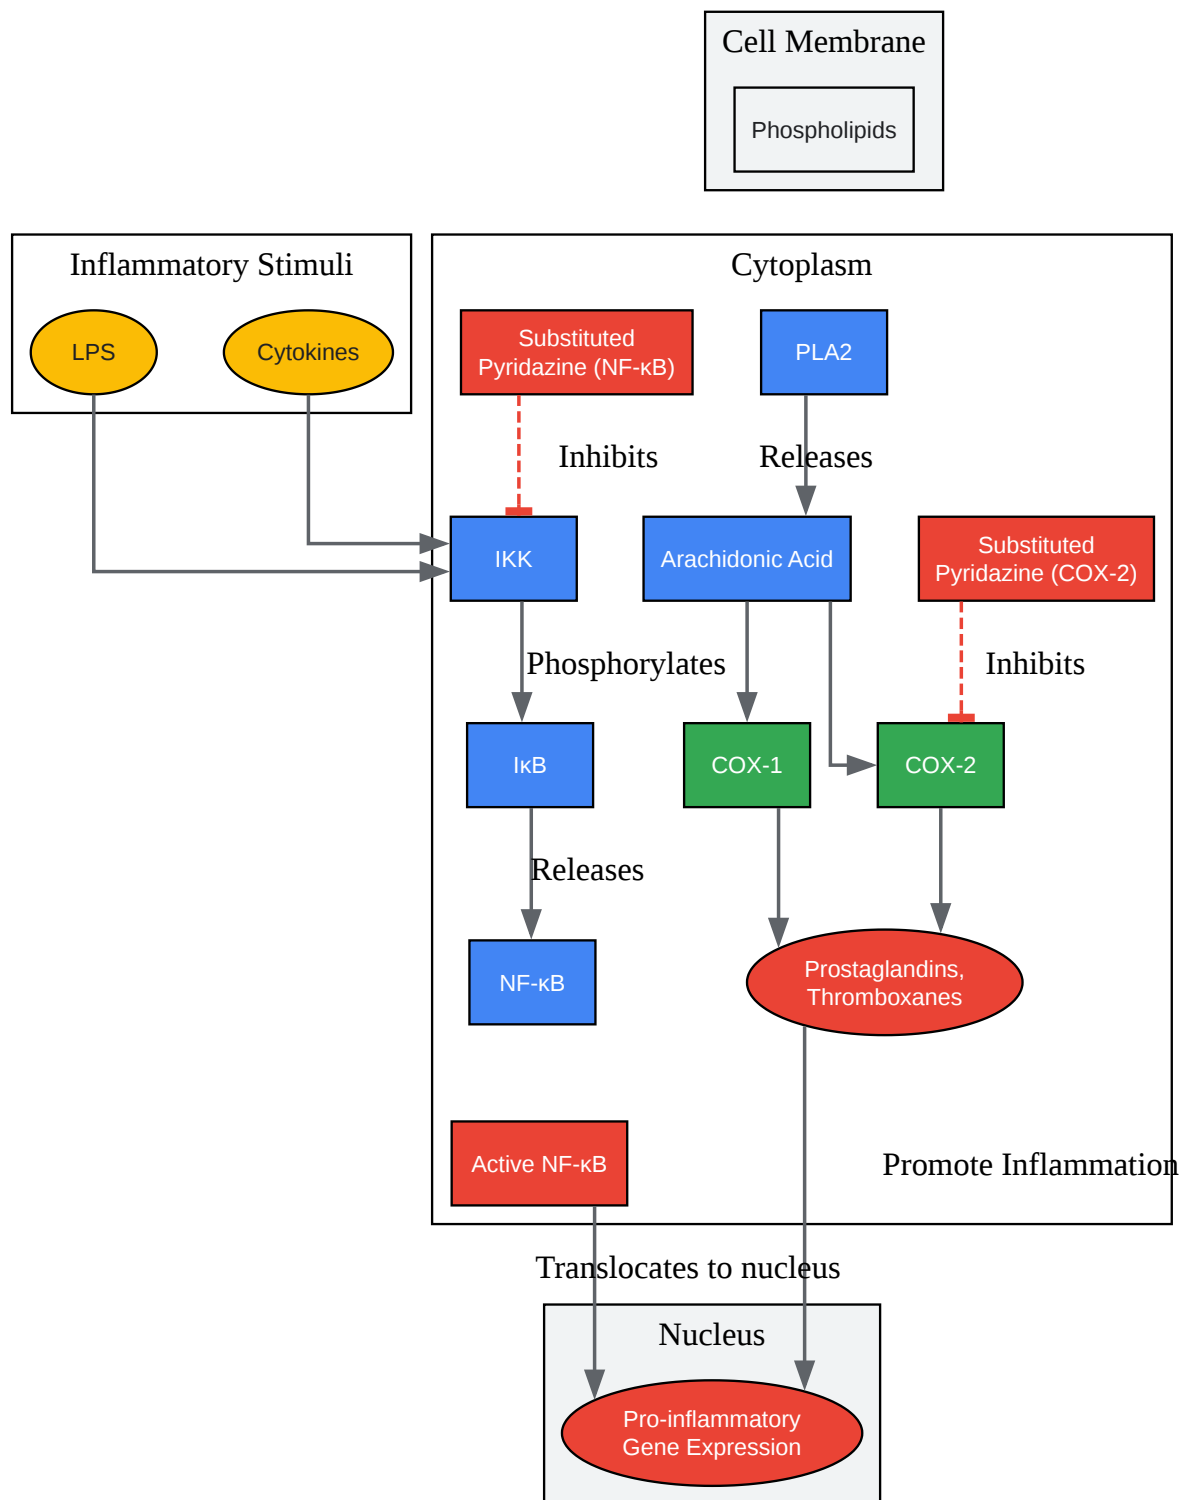 Cell Membrane
Phospholipids
Inflammatory Stimuli
LPS
Cytokines
Cytoplasm
Substituted
Pyridazine (NF-κB)
PLA2
Inhibits
Releases
IKK
Arachidonic Acid
Substituted
Pyridazine (COX-2)
Phosphorylates
Inhibits
IκB
COX-1
COX-2
Releases
NF-κB
Prostaglandins,
Thromboxanes
Active NF-κB
Promote Inflammation
Translocates to nucleus
Nucleus
Pro-inflammatory
Gene Expression